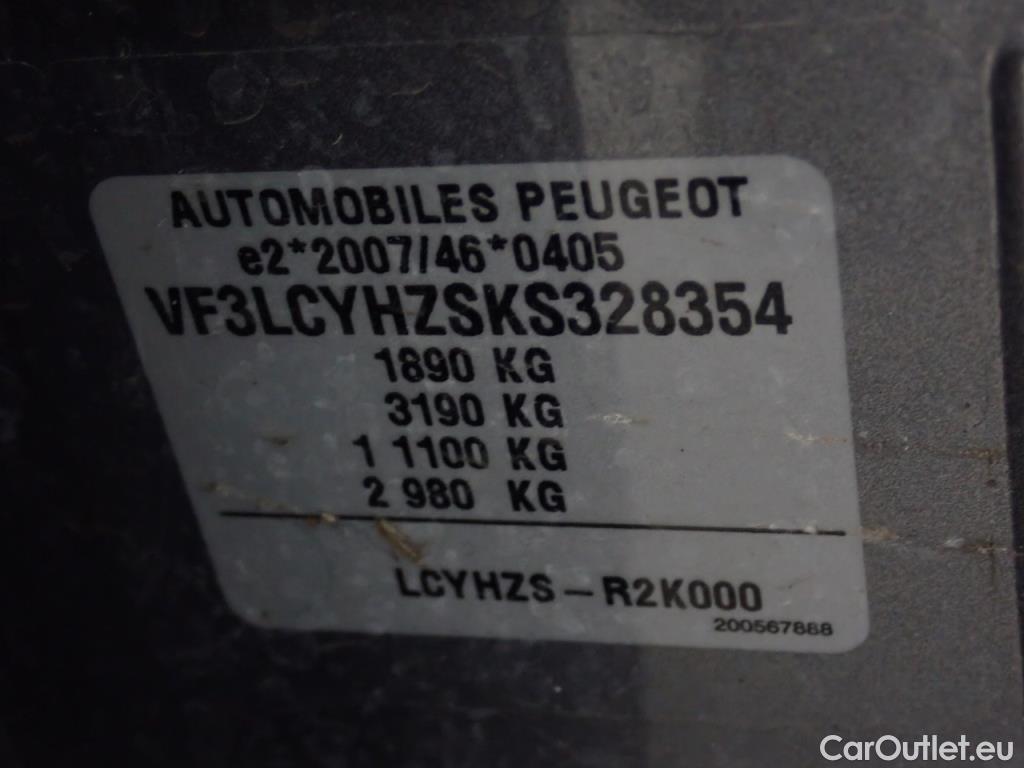 AUTOMOBILES PEUGEOT
e2*2007/46*0405
VF3LCYHZSKS328354
1890 KG
3190 KG
1 1100 KG
2 980 KG
LCYHZS – R2K000
200567888
CarOutlet.eu